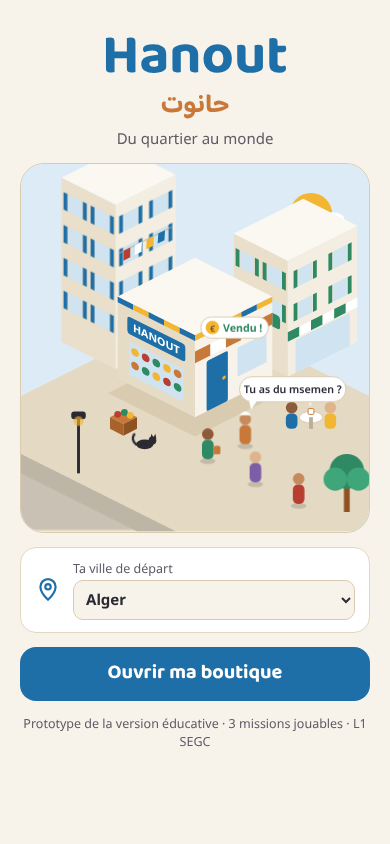 Hanout
حانوت
Du quartier au monde
€ Vendu !
HANOUT
Tu as du msemen ?
Ta ville de départ
Alger
Ouvrir ma boutique
Prototype de la version éducative · 3 missions jouables · L1
SEGC